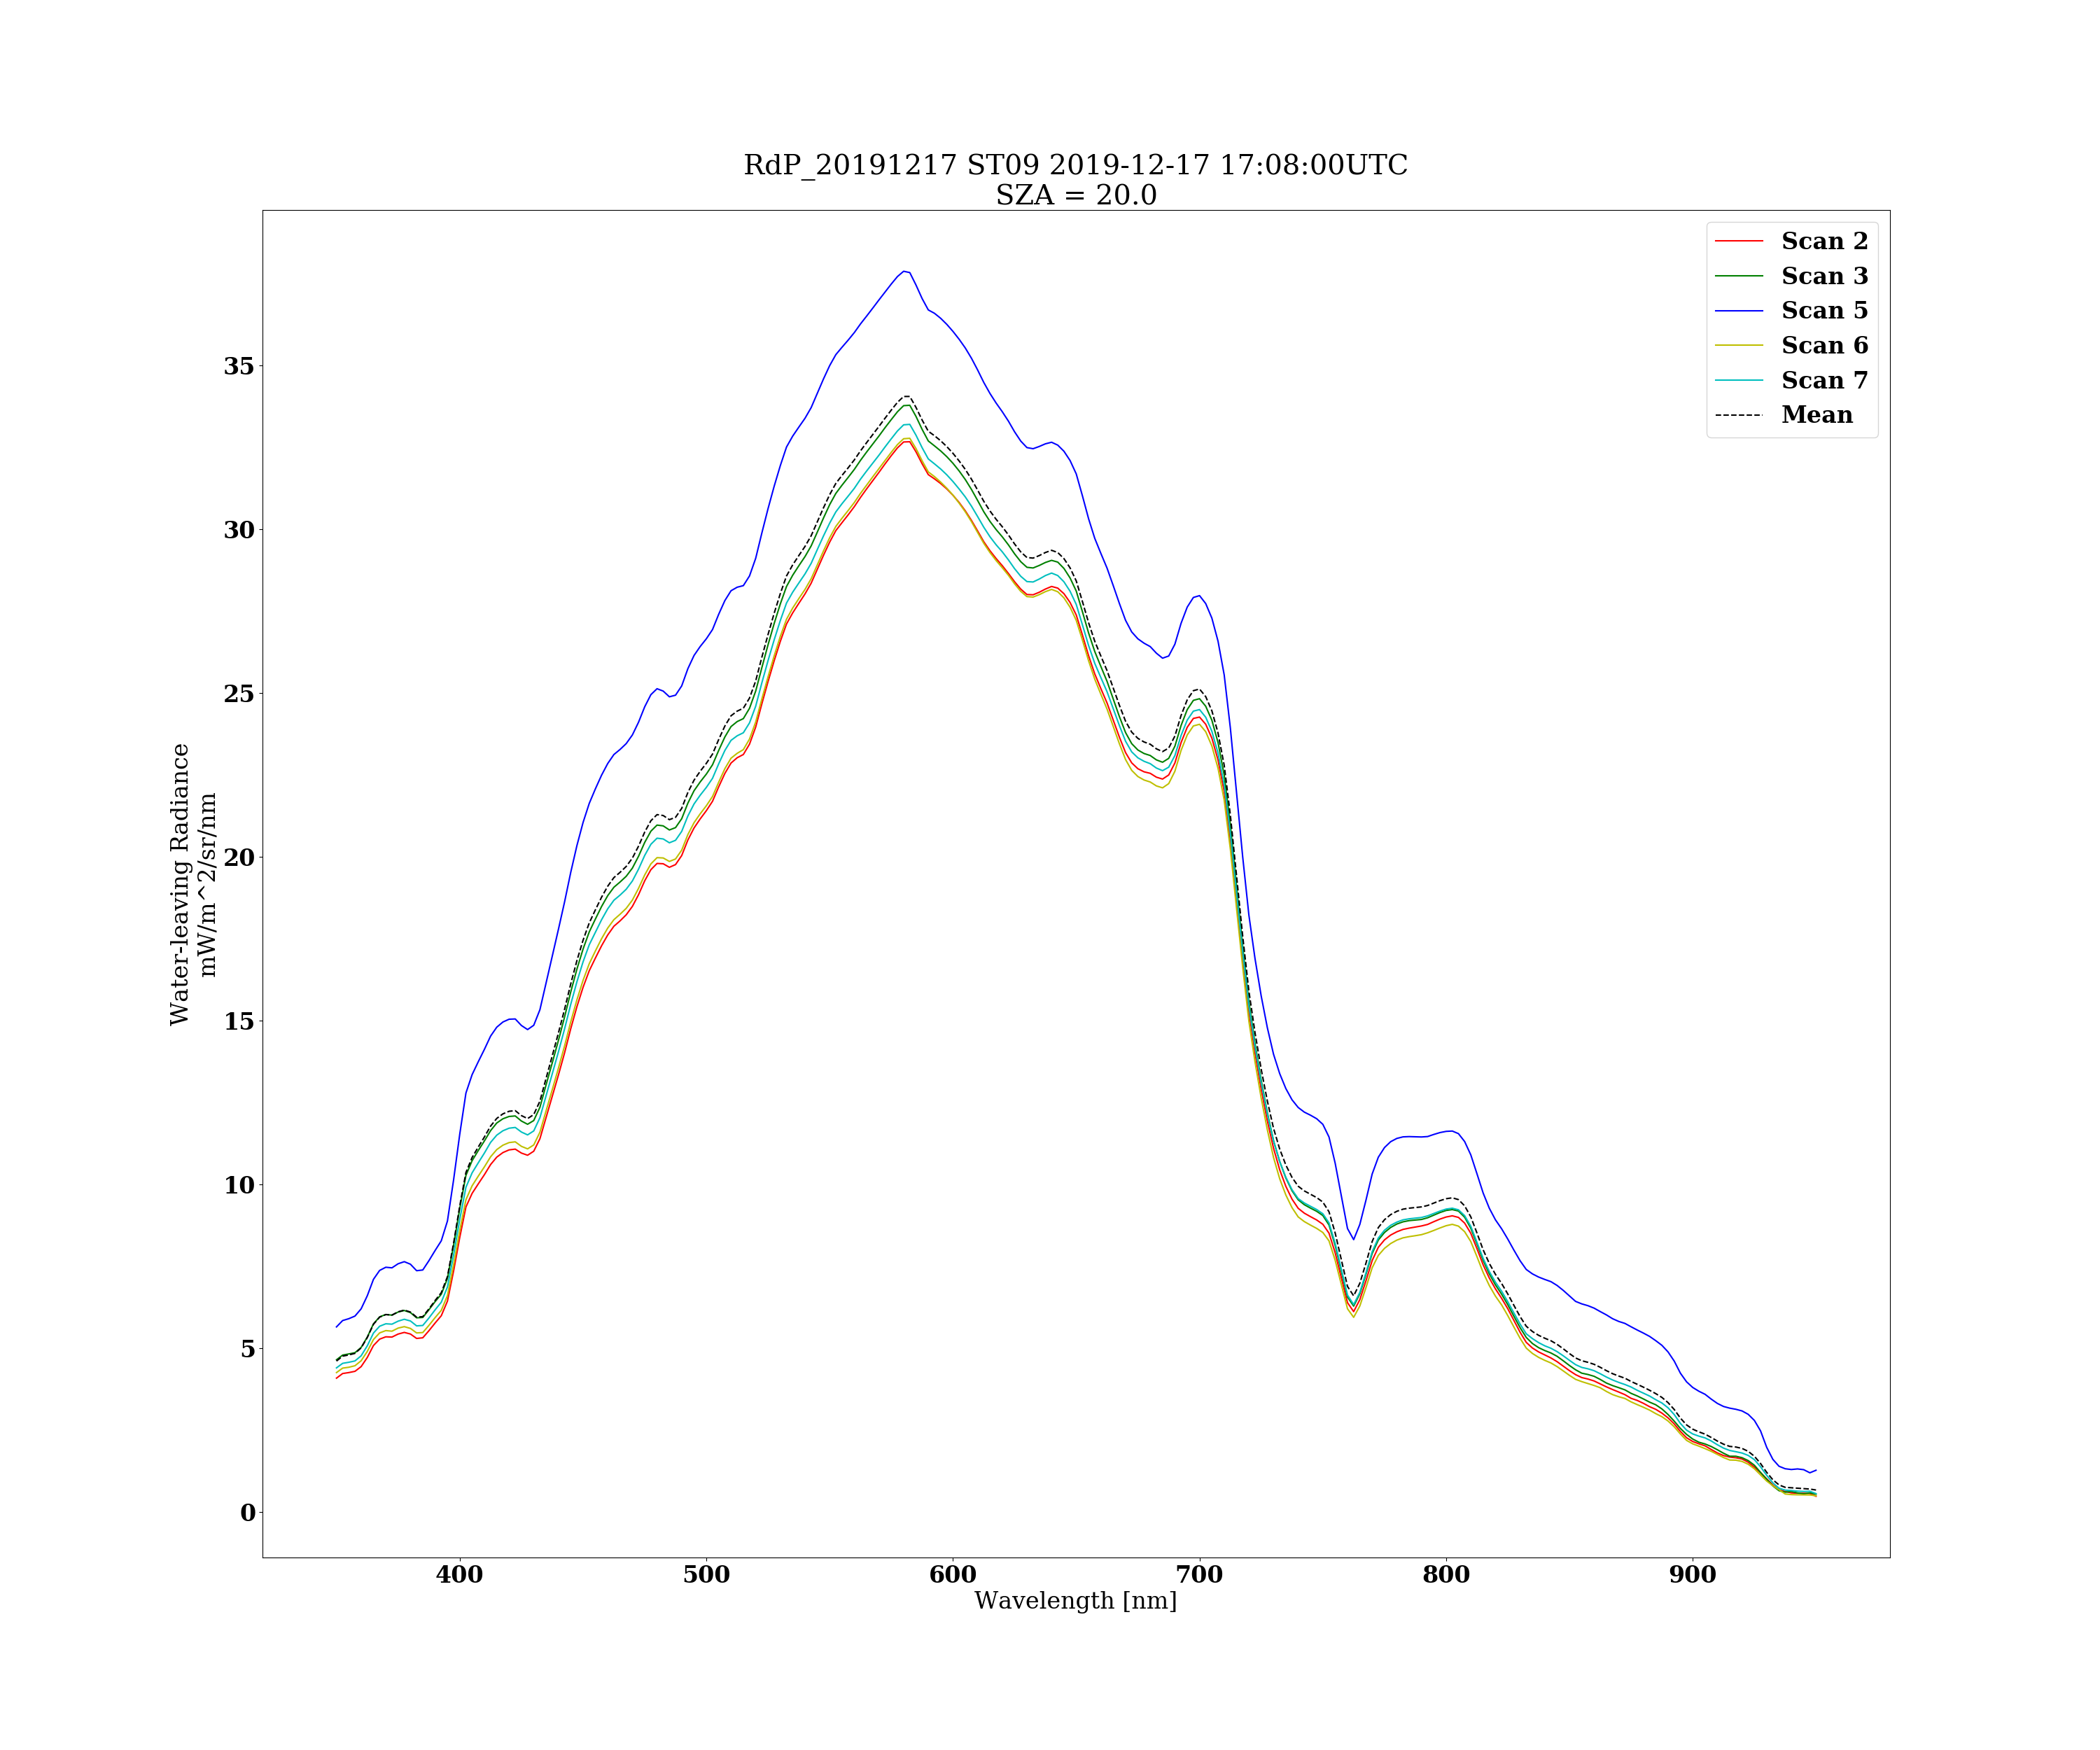 RdP_20191217 ST09 2019-12-17 17:08:00UTC
SZA = 20.0
Scan 2
Scan 3
Scan 5
Scan 6
Scan 7
Mean
Water-leaving Radiance
mW/m^2/sr/nm
35
30
25
20
15
10
5
0
400 500 600 700 800 900
Wavelength [nm]